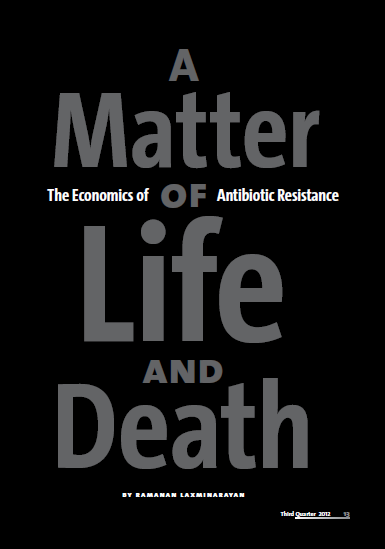 A
Matter
The Economics of OF Antibiotic Resistance
Life
AND
Death
BY RAMANAN LAXMINARAYAN
Third Quarter 2012 13